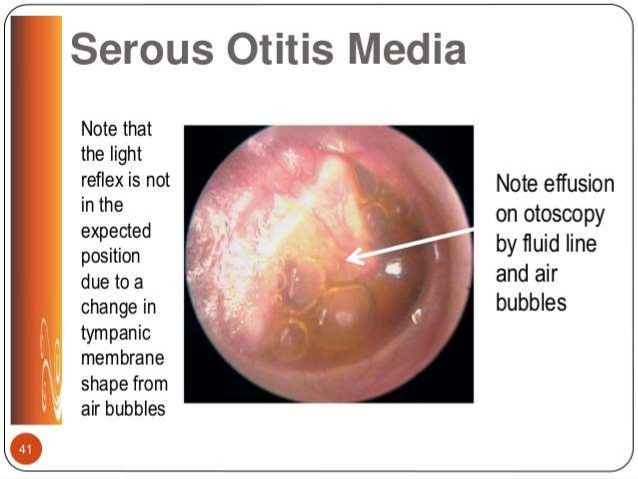 Serous Otitis Media
Note that
the light
reflex is not
in the
expected
position
due to a
change in
tympanic
membrane
shape from
air bubbles
Note effusion
on otoscopy
by fluid line
and air
bubbles
41